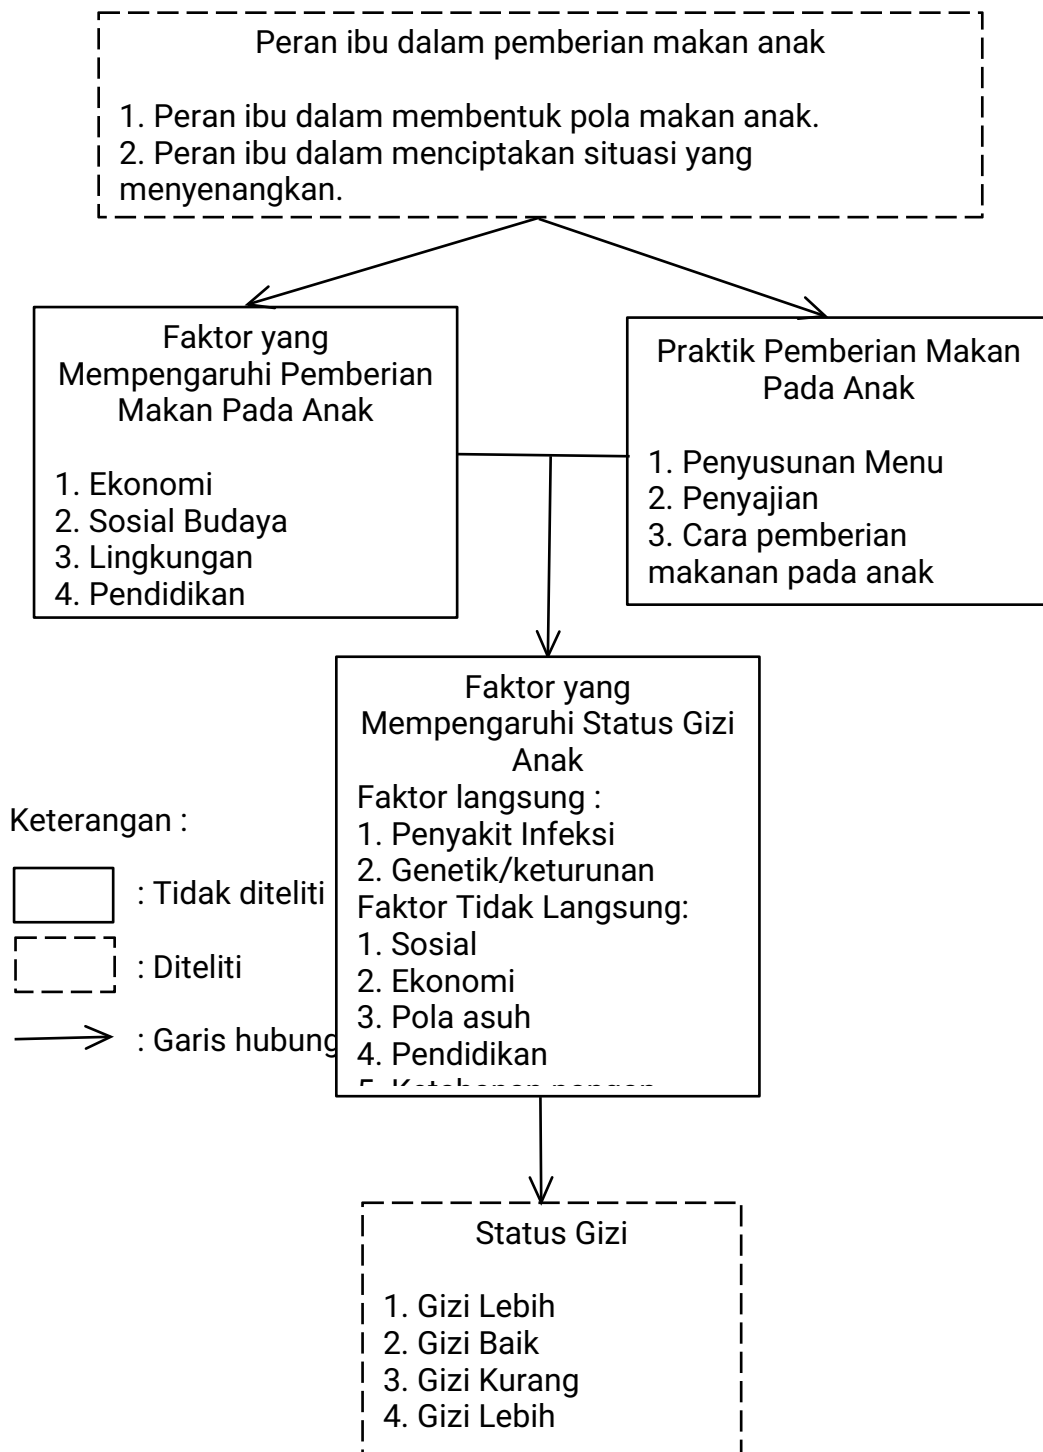 Peran ibu dalam pemberian makan anak
1. Peran ibu dalam membentuk pola makan anak.
2. Peran ibu dalam menciptakan situasi yang
menyenangkan.
Faktor yang
Mempengaruhi Pemberian
Makan Pada Anak
1. Ekonomi
2. Sosial Budaya
3. Lingkungan
4. Pendidikan
Praktik Pemberian Makan
Pada Anak
1. Penyusunan Menu
2. Penyajian
3. Cara pemberian
makanan pada anak
Faktor yang
Mempengaruhi Status Gizi
Anak
Faktor langsung :
1. Penyakit Infeksi
2. Genetik/keturunan
Faktor Tidak Langsung:
1. Sosial
2. Ekonomi
3. Pola asuh
4. Pendidikan
5. Ketahanan pangan
Keterangan :
: Tidak diteliti
: Diteliti
: Garis hubung
Status Gizi
1. Gizi Lebih
2. Gizi Baik
3. Gizi Kurang
4. Gizi Lebih